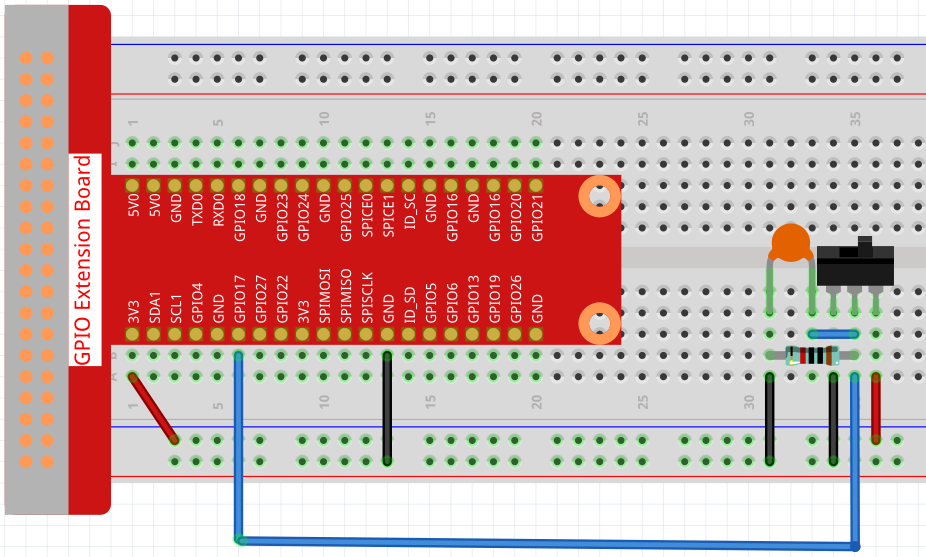 GPIO Extension Board
1 5 10 15 20 25 30 35
J
I
5V0 5V0 GND TXD0 RXD0 GPIO18 GND GPIO23 GPIO24 GND GPIO25 SPICE0 SPICE1 ID_SC GND GPIO16 GND GPIO16 GPIO20 GPIO21
3V3 SDA1 SCL1 GPIO4 GND GPIO17 GPIO27 GPIO22 3V3 SPIMOSI SPIMISO SPISCLK GND ID_SD GPIO5 GPIO6 GPIO13 GPIO19 GPIO26 GND
B
A
1 5 10 15 20 25 30 35